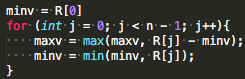 minv = R[0]
for (int j = 0; j < n - 1; j++){
    maxv = max(maxv, R[j] - minv);
    minv = min(minv, R[j]);
}